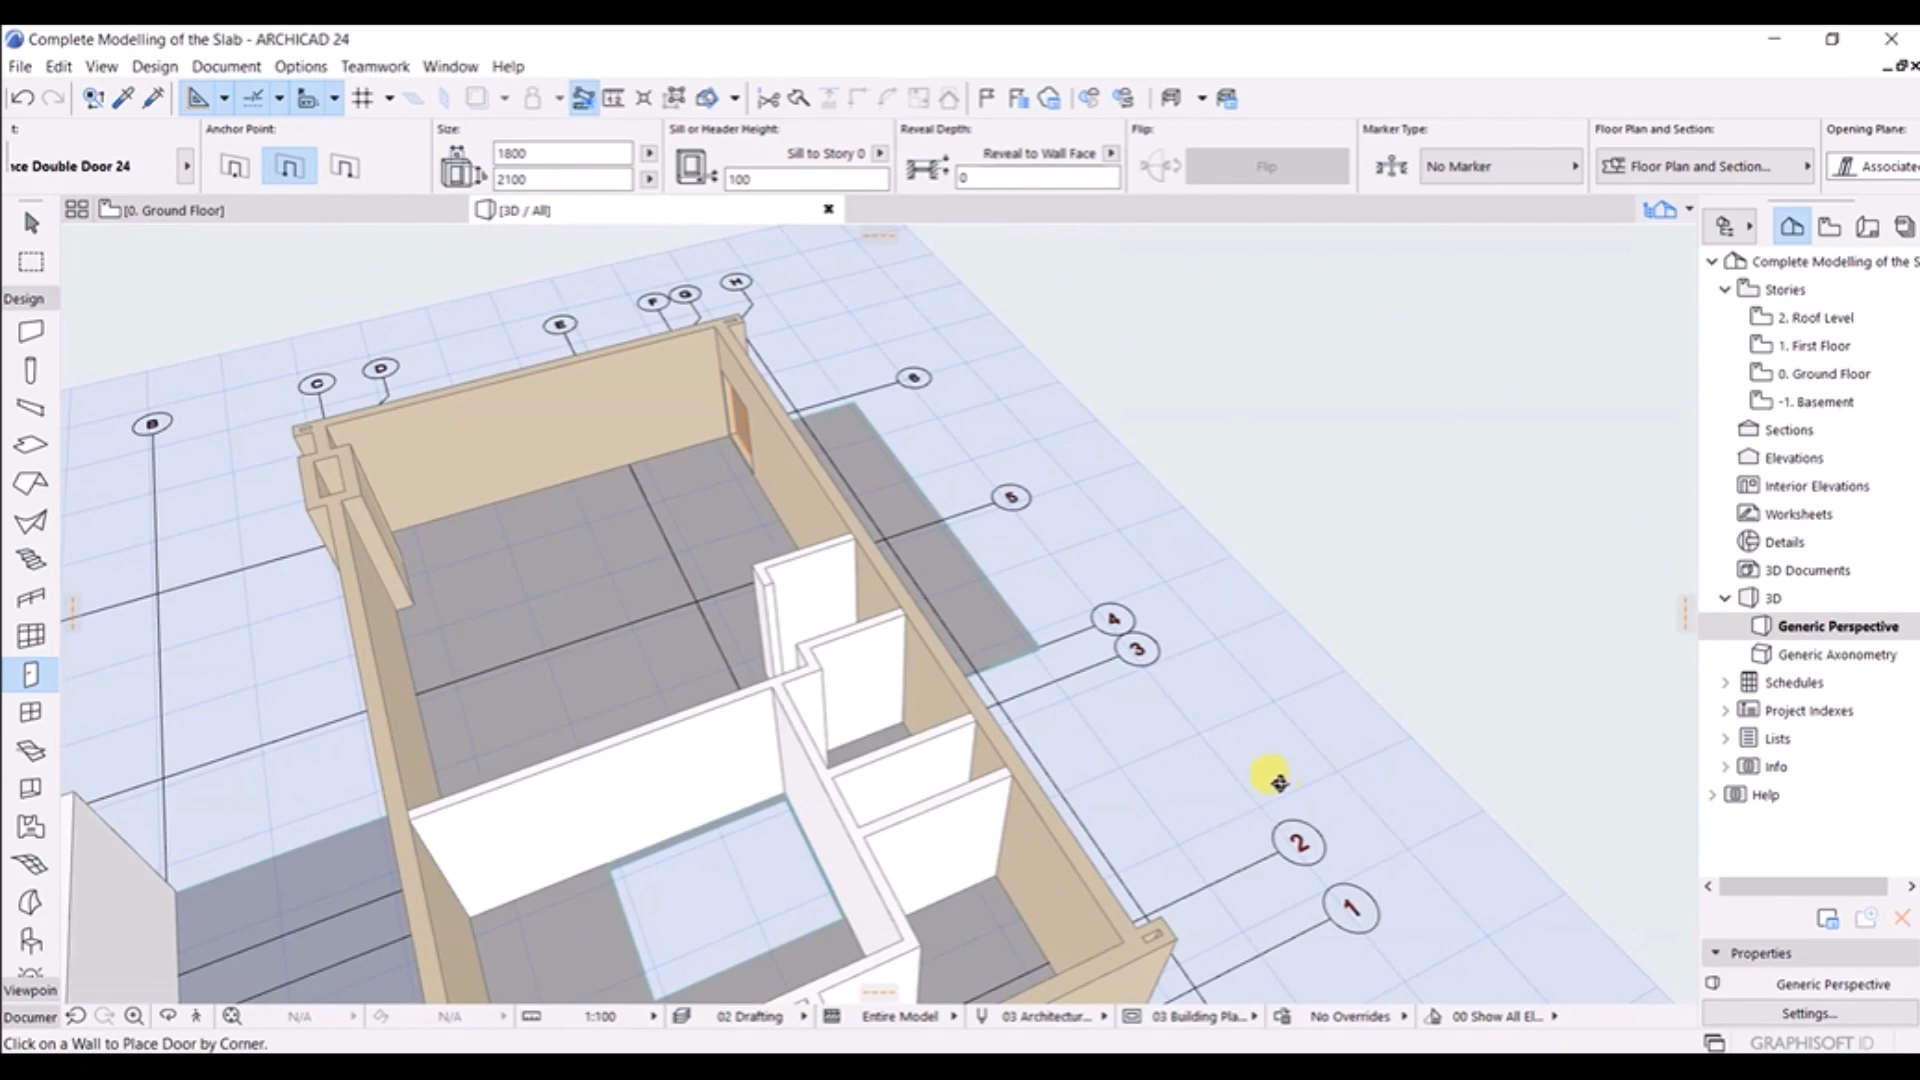 Complete Modelling of the Slab - ARCHICAD 24
File Edit View Design Document Options Teamwork Window Help
t: Anchor Point: Size: Sill or Header Height: Reveal Depth: Flip: Marker Type: Floor Plan and Section: Opening Plane:
1800 Sill to Story 0 Reveal to Wall Face
ce Double Door 24 Flip No Marker Floor Plan and Section... Associate
2100 100 0
[0. Ground Floor] [3D / All]
Design
Complete Modelling of the S
Stories
2. Roof Level
1. First Floor
0. Ground Floor
-1. Basement
Sections
Elevations
Interior Elevations
Worksheets
Details
3D Documents
3D
Generic Perspective
Generic Axonometry
Schedules
Project Indexes
Lists
Info
Help
H
G
F
E
D
C
B
6
5
4
3
2
1
Properties
Generic Perspective
Settings...
Viewpoin
Documer N/A N/A 1:100 02 Drafting Entire Model 03 Architectur... 03 Building Pla... No Overrides 00 Show All El...
Click on a Wall to Place Door by Corner. GRAPHISOFT ID